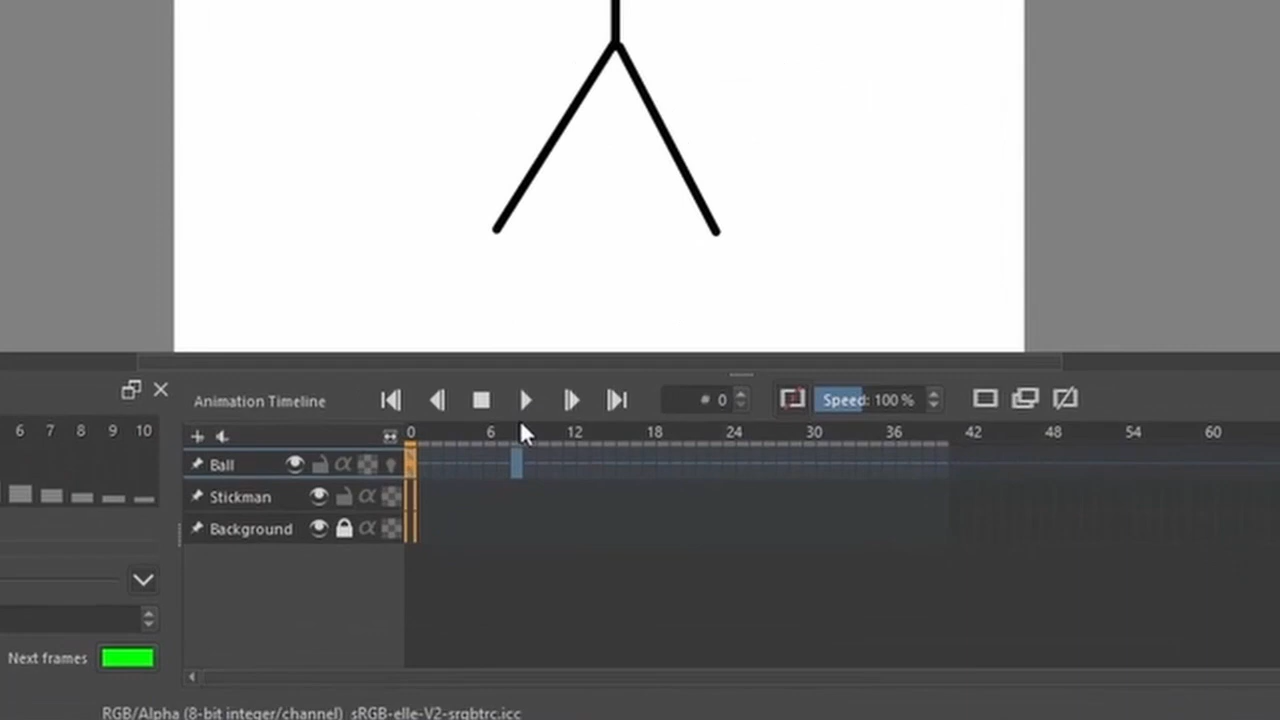 Animation Timeline
# 0
Speed: 100 %
6 7 8 9 10
0 6 12 18 24 30 36 42 48 54 60
Ball
Stickman
Background
Next frames
RGB/Alpha (8-bit integer/channel) sRGB-elle-V2-srgbtrc.icc